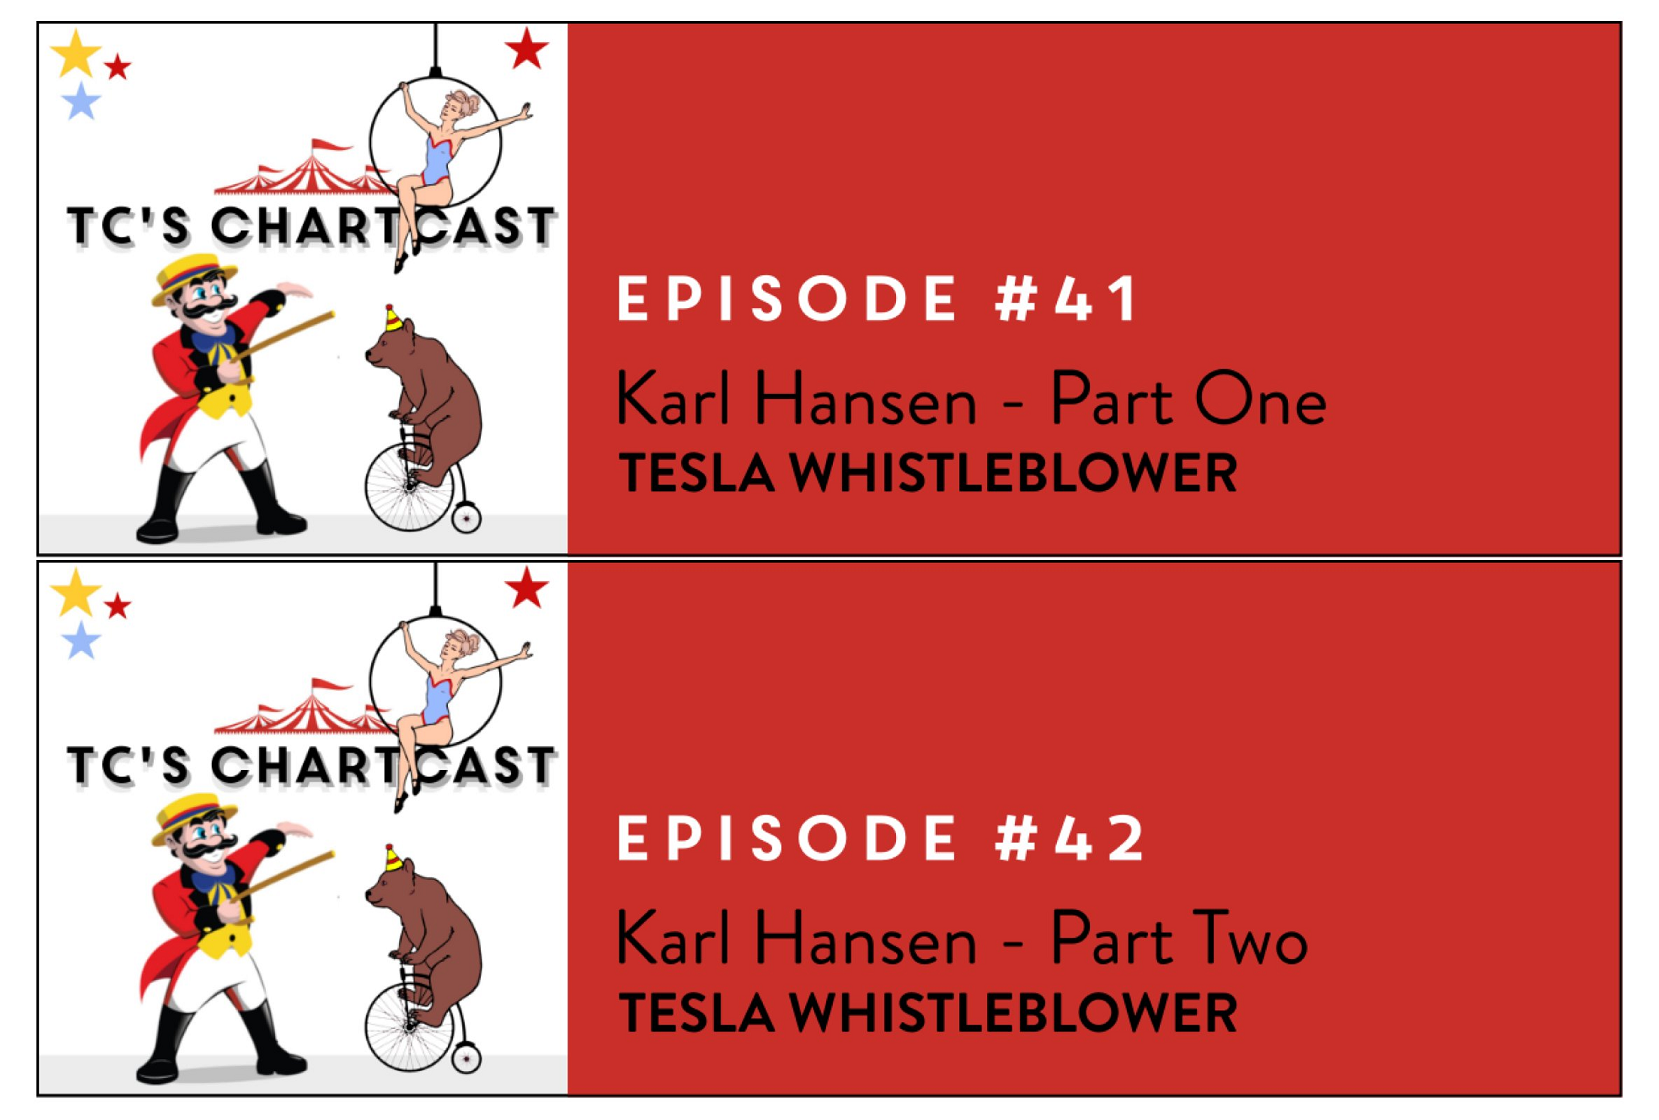 TC'S CHARTCAST
EPISODE #41
Karl Hansen - Part One
TESLA WHISTLEBLOWER
TC'S CHARTCAST
EPISODE #42
Karl Hansen - Part Two
TESLA WHISTLEBLOWER